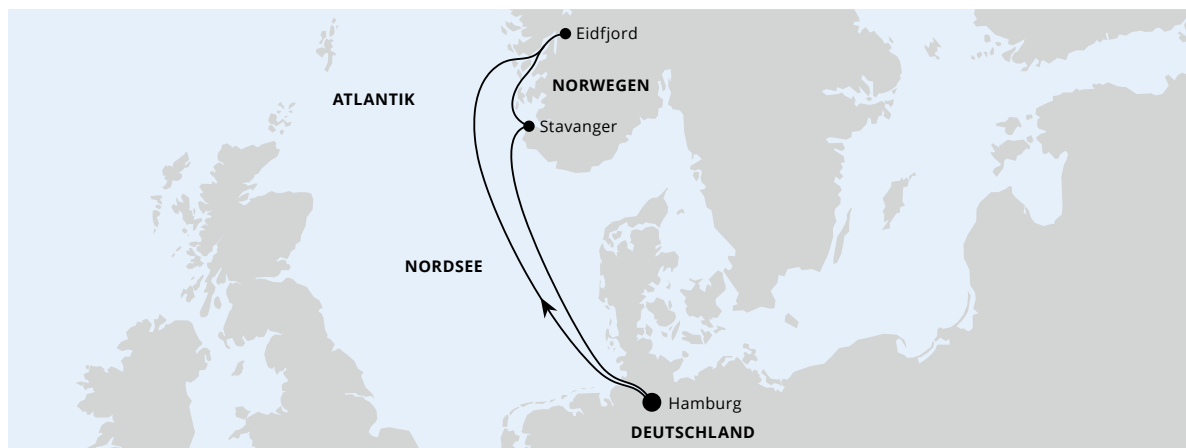 Eidfjord
NORWEGEN
ATLANTIK
Stavanger
NORDSEE
Hamburg
DEUTSCHLAND